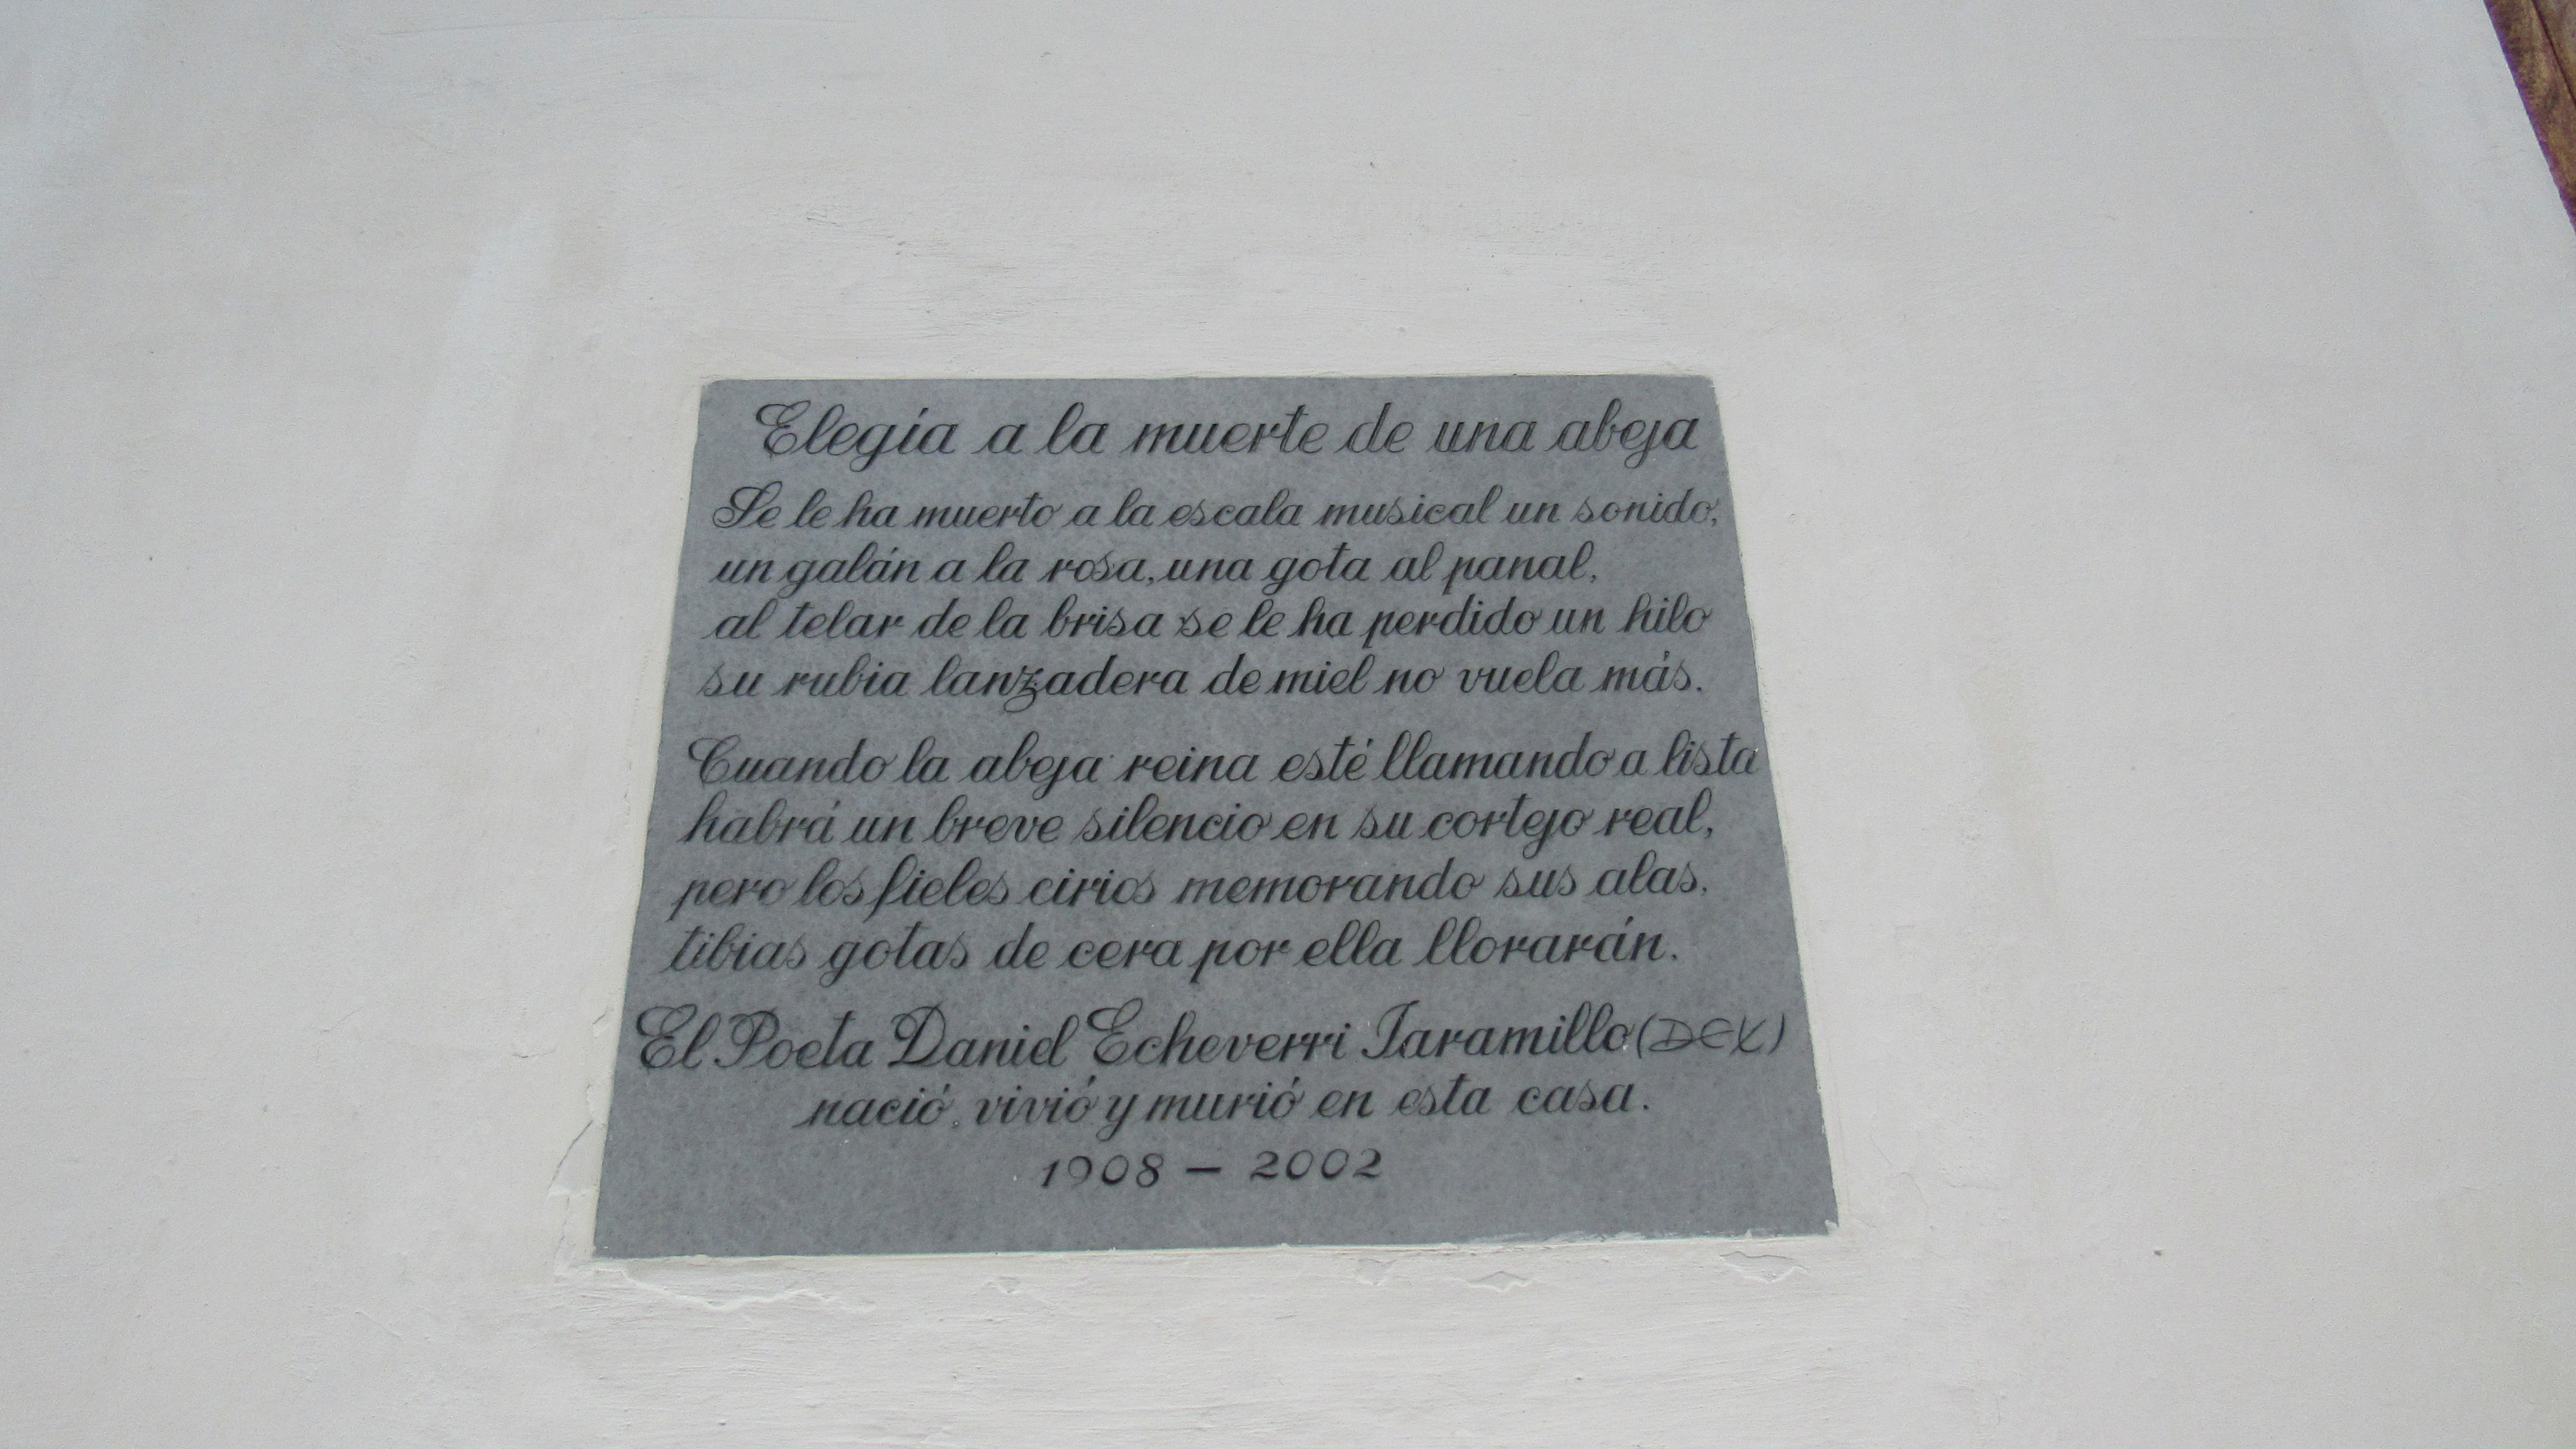 Elegía a la muerte de una abeja
Se le ha muerto a la escala musical un sonido,
un galán a la rosa, una gota al panal,
al telar de la brisa se le ha perdido un hilo
su rubia lanzadera de miel no vuela más.
Cuando la abeja reina esté llamando a lista
habrá un breve silencio en su cortejo real,
pero los fieles cirios memorando sus alas,
tibias gotas de cera por ella llorarán.
El Poeta Daniel Echeverri Jaramillo (DEX)
nació, vivió y murió en esta casa.
1908 – 2002